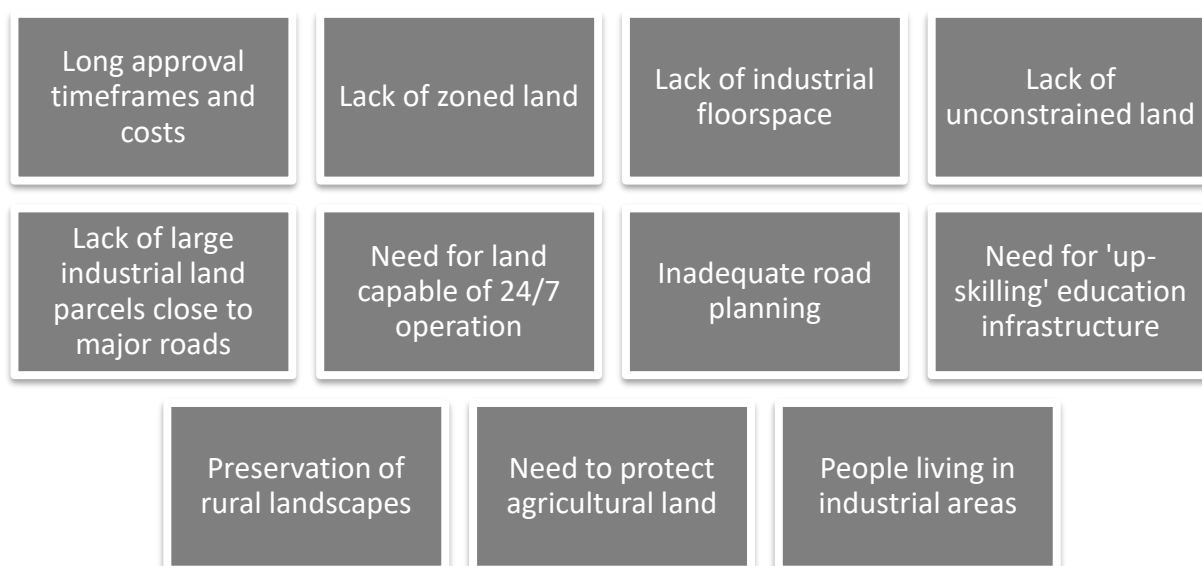 Long approval
timeframes and
costs
Lack of zoned land
Lack of industrial
floorspace
Lack of
unconstrained land
Lack of large
industrial land
parcels close to
major roads
Need for land
capable of 24/7
operation
Inadequate road
planning
Need for 'up-
skilling' education
infrastructure
Preservation of
rural landscapes
Need to protect
agricultural land
People living in
industrial areas